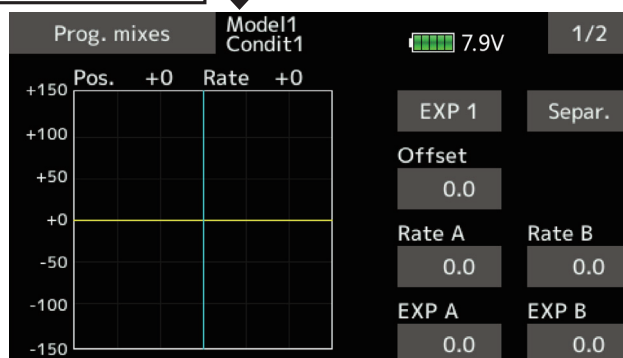 Prog. mixes
Model1
Condit1
7.9V
1/2
Pos. +0 Rate +0
+150
+100
+50
+0
-50
-100
-150
EXP 1
Separ.
Offset
0.0
Rate A Rate B
0.0 0.0
EXP A EXP B
0.0 0.0